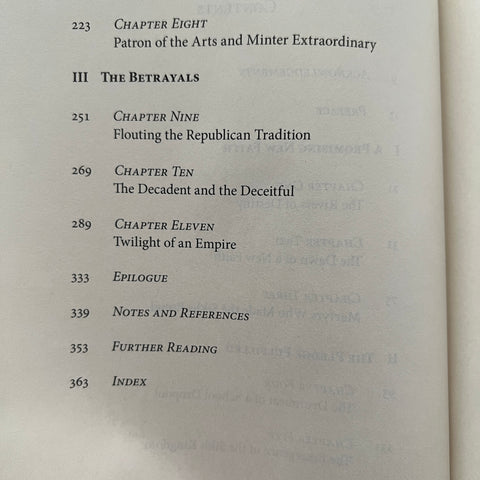 223 Chapter Eight
Patron of the Arts and Minter Extraordinary
III The Betrayals
251 Chapter Nine
Flouting the Republican Tradition
269 Chapter Ten
The Decadent and the Deceitful
289 Chapter Eleven
Twilight of an Empire
333 Epilogue
339 Notes and References
353 Further Reading
363 Index